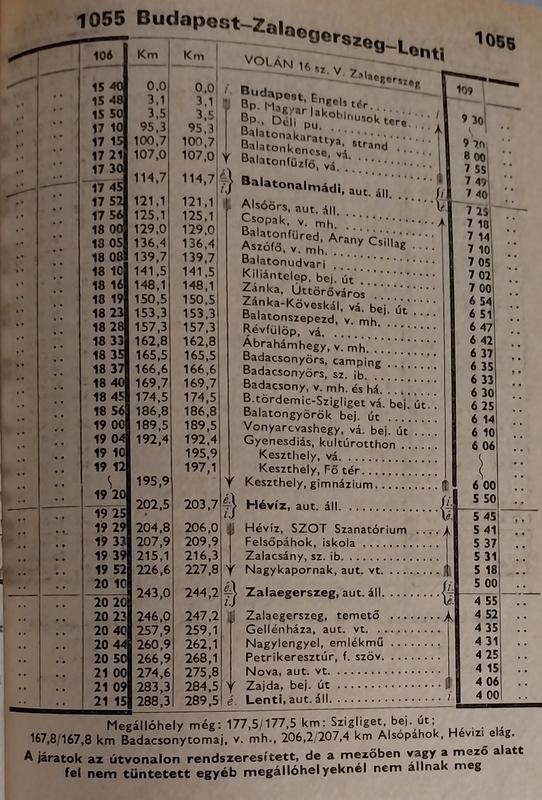 1055 Budapest–Zalaegerszeg–Lenti 1055
106 Km Km VOLÁN 16 sz. V. Zalaegerszeg 109
15 40 0,0 0,0 i. Budapest, Engels tér 9 30
15 48 3,1 3,1 Bp. Magyar Jakobinusok tere
15 50 3,5 3,5 Bp., Déli pu. 9 20
17 10 95,3 95,3 Balatonakarattya, strand 8 00
17 15 100,7 100,7 Balatonkenese, vá. 7 55
17 21 107,0 107,0 Balatonfűzfő, vá. 7 49
17 30 é. i. 7 40
114,7 114,7 Balatonalmádi, aut. áll.
17 45 i. é. 7 25
17 52 121,1 121,1 Alsóörs, aut. áll. 7 18
17 56 125,1 125,1 Csopak, v. mh. 7 14
18 00 129,0 129,0 Balatonfüred, Arany Csillag 7 10
18 05 136,4 136,4 Aszófő, v. mh. 7 05
18 08 139,7 139,7 Balatonudvari 7 02
18 10 141,5 141,5 Kiliántelep, bej. út 7 00
18 16 148,1 148,1 Zánka, Úttörőváros 6 54
18 19 150,5 150,5 Zánka-Köveskál, vá. bej. út 6 51
18 23 153,3 153,3 Balatonszepezd, v. mh. 6 47
18 28 157,3 157,3 Révfülöp, vá. 6 42
18 33 162,8 162,8 Ábrahámhegy, v. mh. 6 37
18 35 165,5 165,5 Badacsonyörs, camping 6 35
18 37 166,6 166,6 Badacsonyörs, sz. ib. 6 33
18 40 169,7 169,7 Badacsony, v. mh. és há. 6 30
18 45 174,5 174,5 B.tördemic-Szigliget vá. bej. út 6 25
18 56 186,8 186,8 Balatongyörök bej. út 6 14
19 00 189,5 189,5 Vonyarcvashegy, vá. bej. út 6 10
19 04 192,4 192,4 Gyenesdiás, kultúrotthon 6 06
19 10 195,9 Keszthely, vá.
19 12 197,1 Keszthely, Fő tér
195,9 Keszthely, gimnázium 6 00
19 20 é. i. 5 50
202,5 203,7 Hévíz, aut. áll.
19 25 i. é. 5 45
19 29 204,8 206,0 Hévíz, SZOT Szanatórium 5 41
19 33 207,9 209,9 Felsőpáhok, iskola 5 37
19 39 215,1 216,3 Zalacsány, sz. ib. 5 31
19 52 226,6 227,8 Nagykapornak, aut. vt. 5 18
20 10 é. i. 5 00
243,0 244,2 Zalaegerszeg, aut. áll.
20 20 i. é. 4 55
20 23 246,0 247,2 Zalaegerszeg, temető 4 52
20 40 257,9 259,1 Gellénháza, aut. vt. 4 35
20 44 260,9 262,1 Nagylengyel, emlékmű 4 31
20 50 266,9 268,1 Petrikeresztúr, f. szöv. 4 25
21 00 274,6 275,8 Nova, aut. vt. 4 15
21 09 283,3 284,5 Zajda, bej. út 4 06
21 15 288,3 289,5 é. Lenti, aut. áll. i. 4 00
Megállóhely még: 177,5/177,5 km: Szigliget, bej. út;
167,8/167,8 km Badacsonytomaj, v. mh., 206,2/207,4 km Alsópáhok, Hévízi elág.
A járatok az útvonalon rendszeresített, de a mezőben vagy a mező alatt
fel nem tüntetett egyéb megállóhelyeknél nem állnak meg